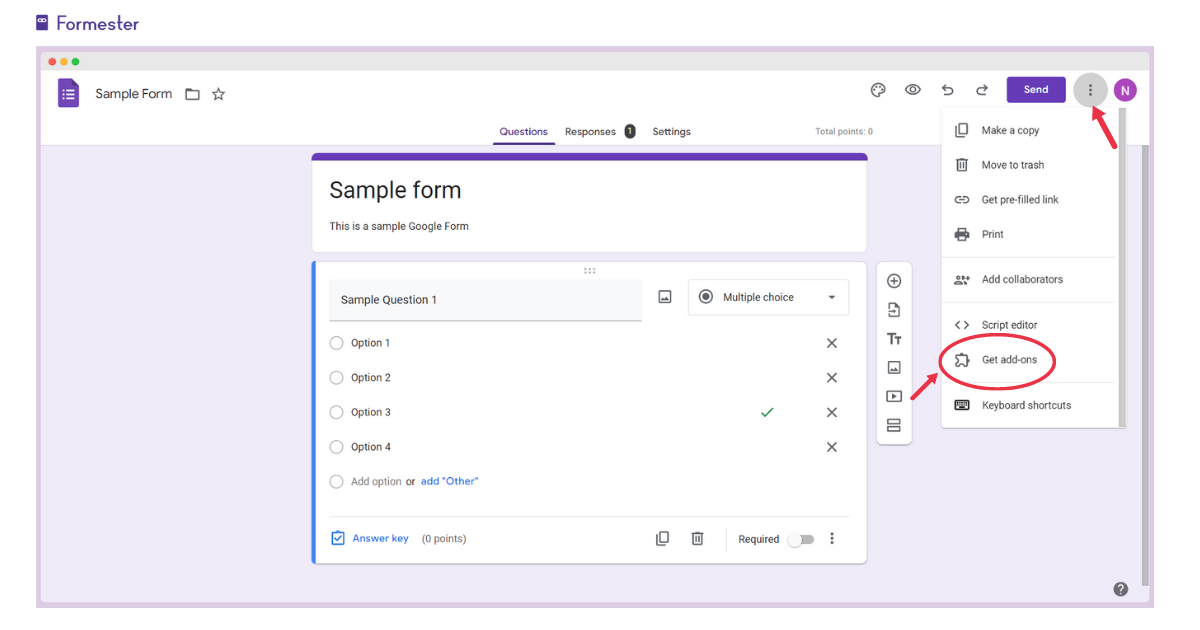 Formester
Sample Form
Send
N
Questions Responses 1 Settings
Total points: 0
Make a copy
Move to trash
Get pre-filled link
Print
Add collaborators
Script editor
Get add-ons
Keyboard shortcuts
Sample form
This is a sample Google Form
Sample Question 1
Multiple choice
Option 1
Option 2
Option 3
Option 4
Add option or add "Other"
Answer key (0 points)
Required
Tт